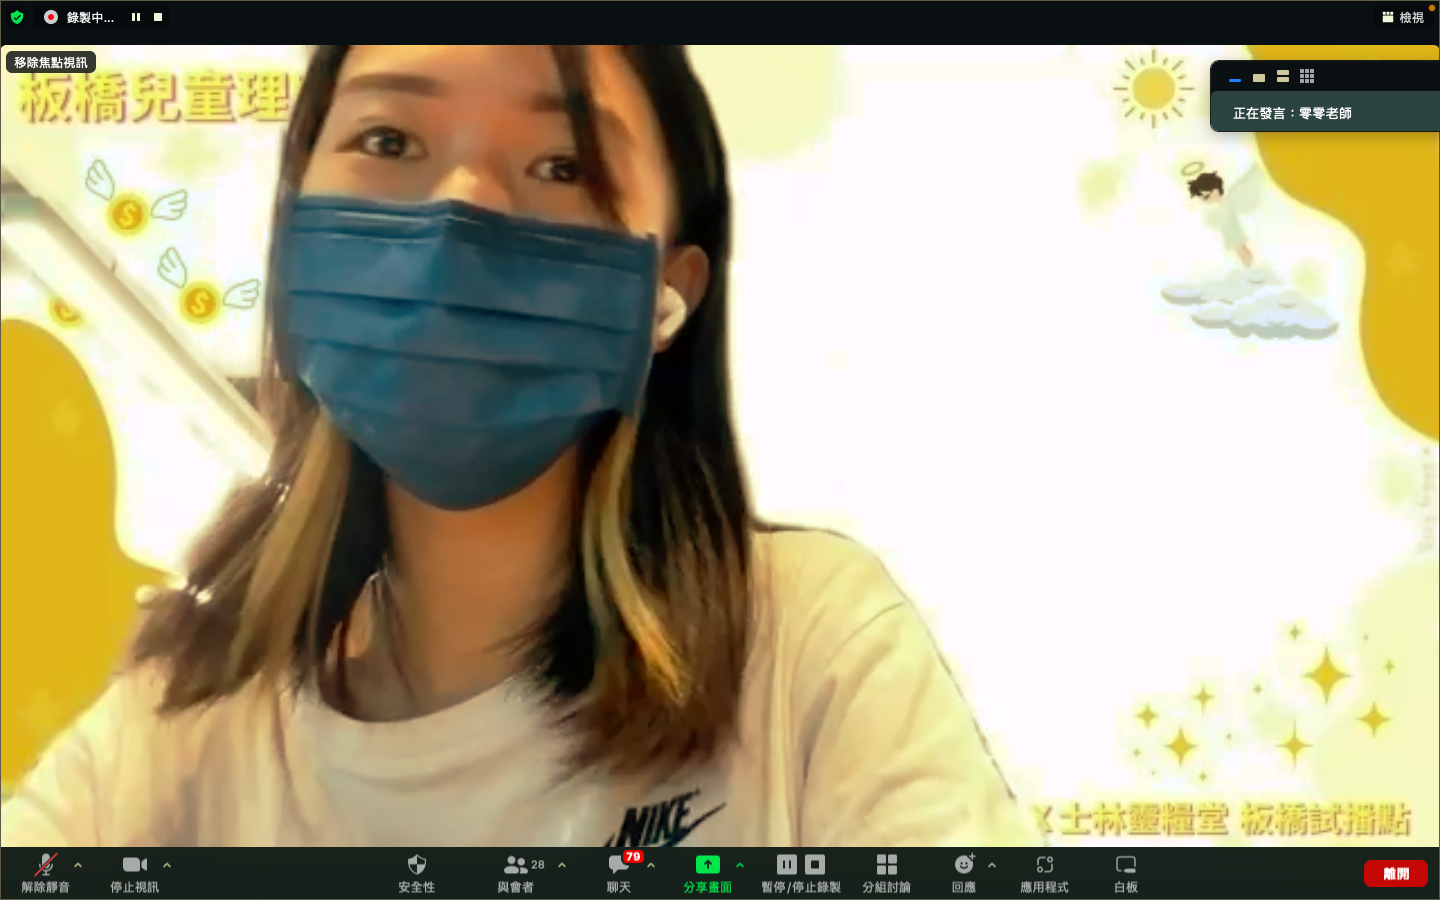 錄製中...
檢視
移除焦點視訊
板橋兒童理
正在發言：零零老師
NIKE
X 士林靈糧堂 板橋試播點
解除靜音
停止視訊
安全性
28
與會者
79
聊天
分享畫面
暫停/停止錄製
分組討論
回應
應用程式
白板
離開